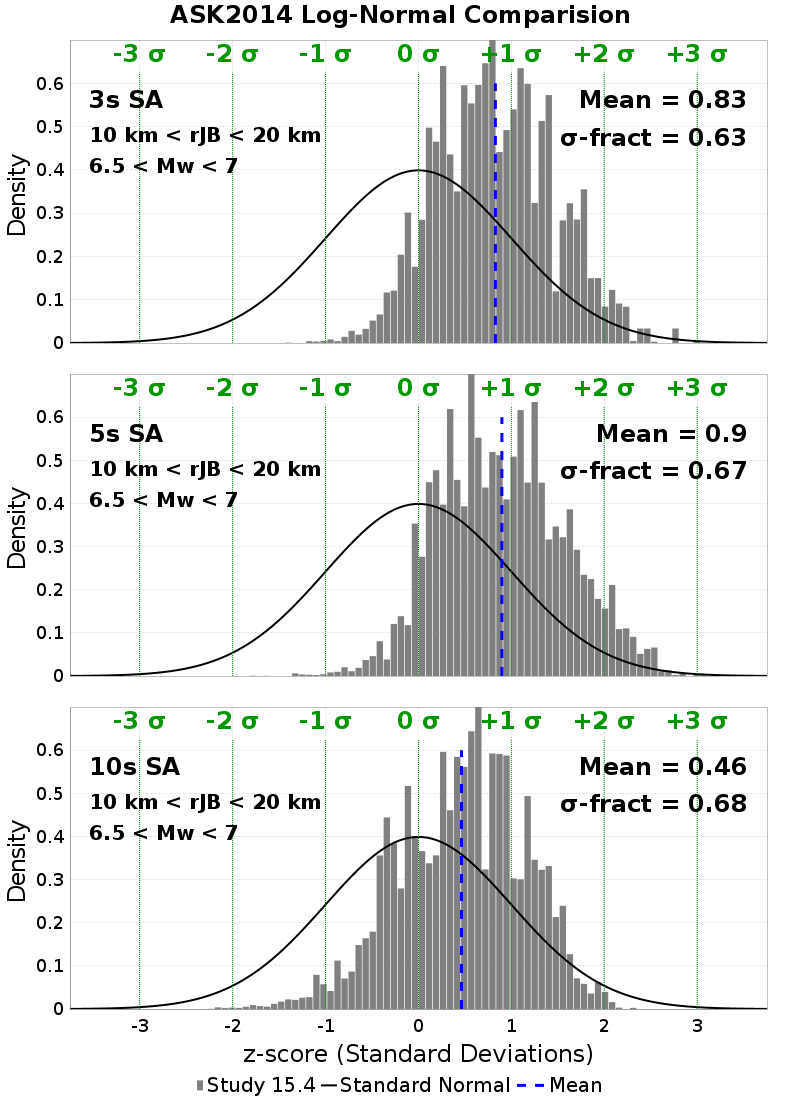 ASK2014 Log-Normal Comparision
-3 σ -2 σ -1 σ 0 σ +1 σ +2 σ +3 σ
3s SA
Mean = 0.83
10 km < rJB < 20 km
σ-fract = 0.63
6.5 < Mw < 7
Density
0.6
0.5
0.4
0.3
0.2
0.1
0
-3 σ -2 σ -1 σ 0 σ +1 σ +2 σ +3 σ
5s SA
Mean = 0.9
10 km < rJB < 20 km
σ-fract = 0.67
6.5 < Mw < 7
Density
0.6
0.5
0.4
0.3
0.2
0.1
0
-3 σ -2 σ -1 σ 0 σ +1 σ +2 σ +3 σ
10s SA
Mean = 0.46
10 km < rJB < 20 km
σ-fract = 0.68
6.5 < Mw < 7
Density
0.6
0.5
0.4
0.3
0.2
0.1
0
-3 -2 -1 0 1 2 3
z-score (Standard Deviations)
Study 15.4 Standard Normal Mean